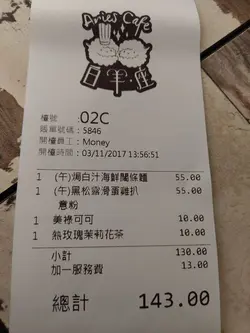 Aries Cafe
白羊座
檯號 :02C
賬單號碼 : 5846
開檯員工 : Money
開檯時間 : 03/11/2017 13:56:51
1 (午)焗白汁海鮮闊條麵 55.00
1 (午)黑松露滑蛋雞扒 55.00
意粉
1 美祿可可 10.00
1 熱玫瑰茉莉花茶 10.00
小計 130.00
加一服務費 13.00
總計 143.00